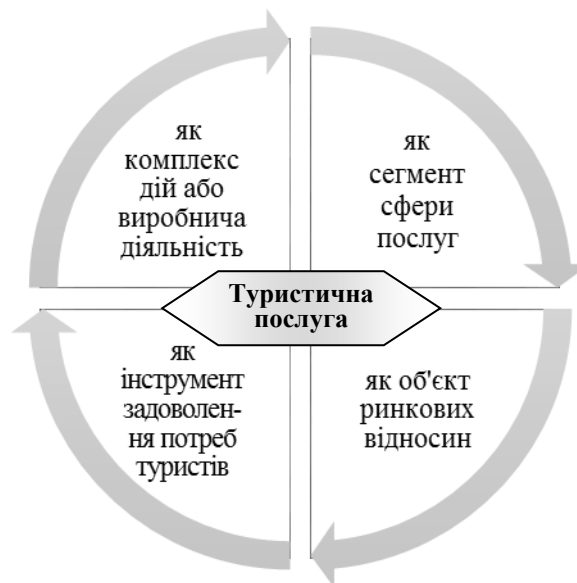 як
комплекс
дій або
виробнича
діяльність
як
сегмент
сфери
послуг
Туристична
послуга
як
інструмент
задоволен-
ня потреб
туристів
як об'єкт
ринкових
відносин